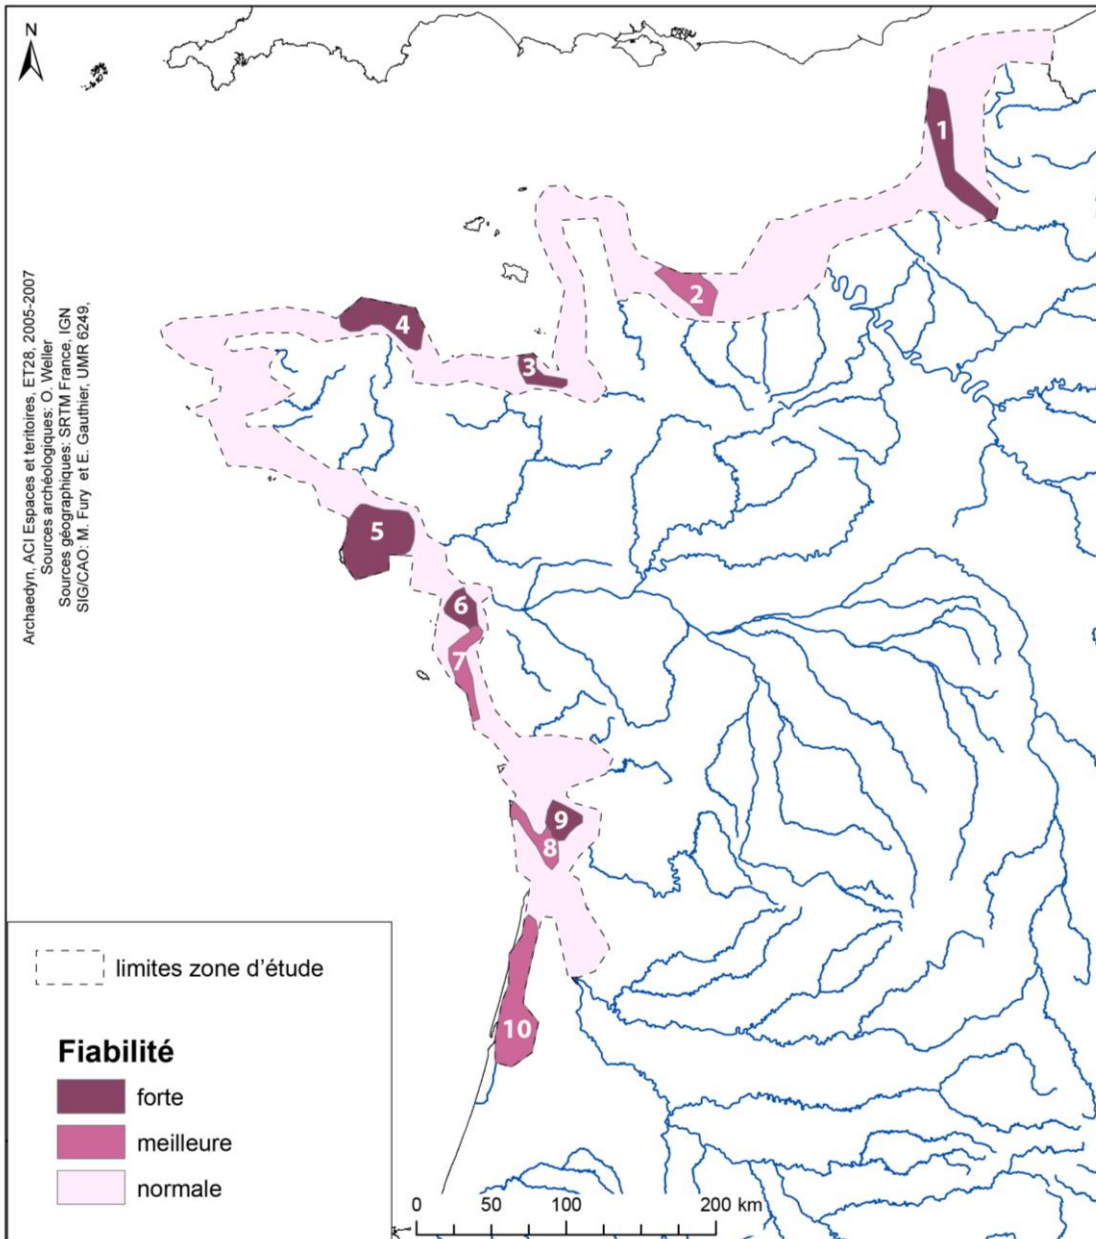 N
1
2
3
4
5
6
7
8
9
10
Archaedyn, ACI Espaces et teritoires, ET28, 2005-2007
Sources archéologiques: O. Weller
Sources géographiques: SRTM France, IGN
SIG/CAO: M. Fury et E. Gauthier, UMR 6249,
limites zone d'étude
Fiabilité
forte
meilleure
normale
0 50 100 200 km